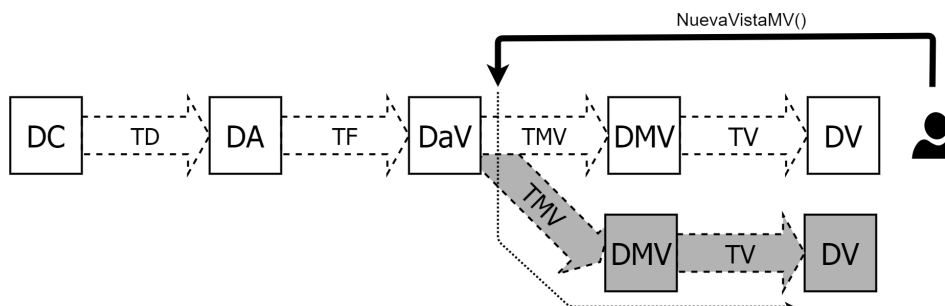 NuevaVistaMV()
DC TD DA TF DaV TMV DMV TV DV
TMV
DMV TV DV